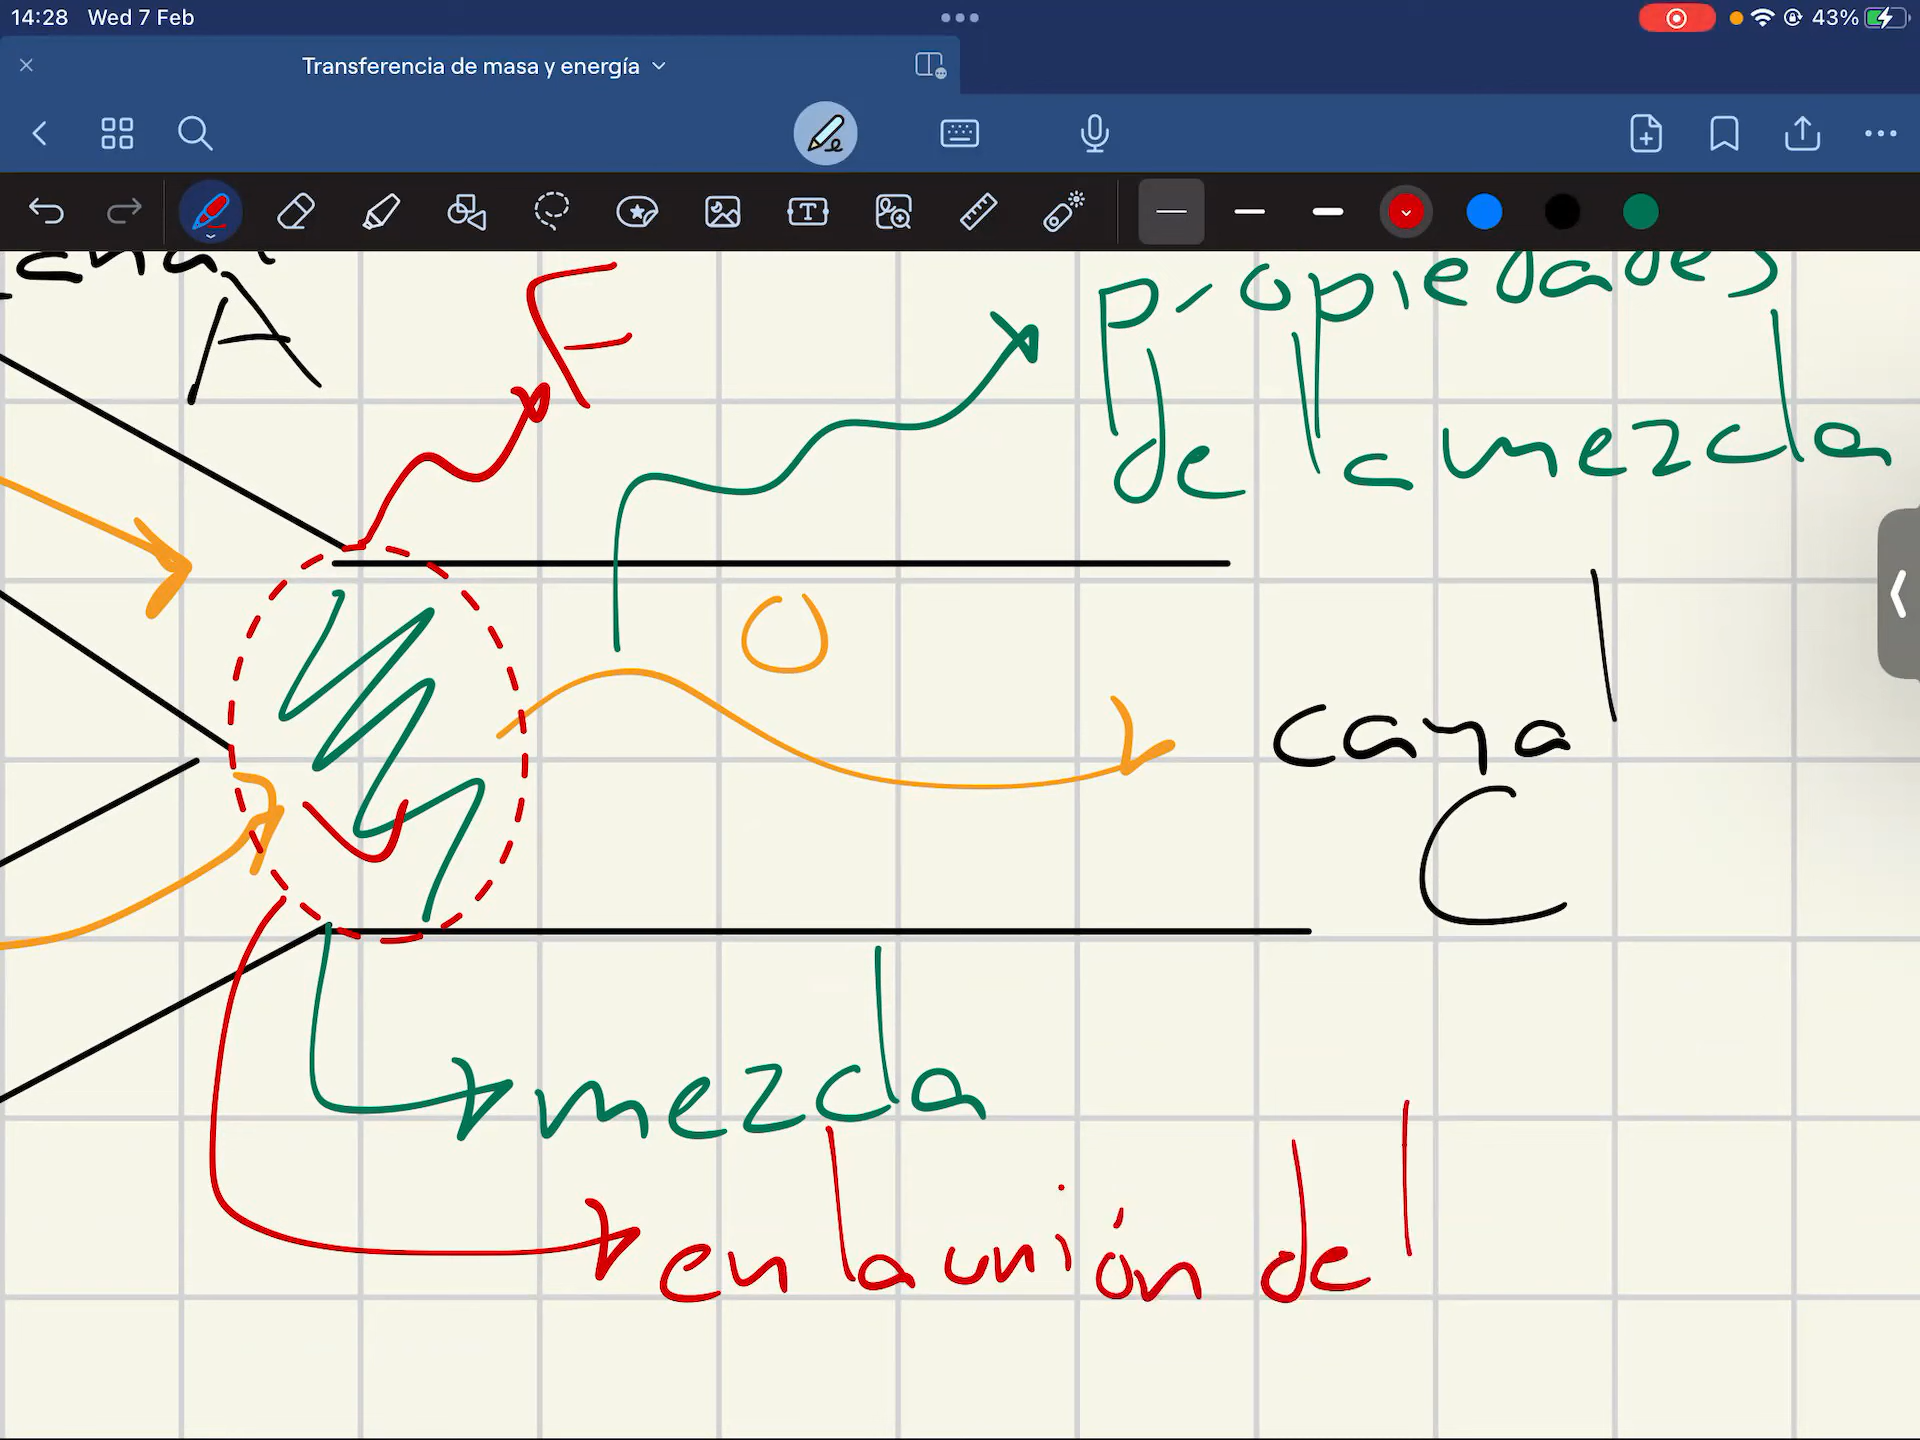 14:28 Wed 7 Feb
43%
Transferencia de masa y energía
canal
A
F
propiedades
de la mezcla
O
canal
C
mezcla
en la unión del